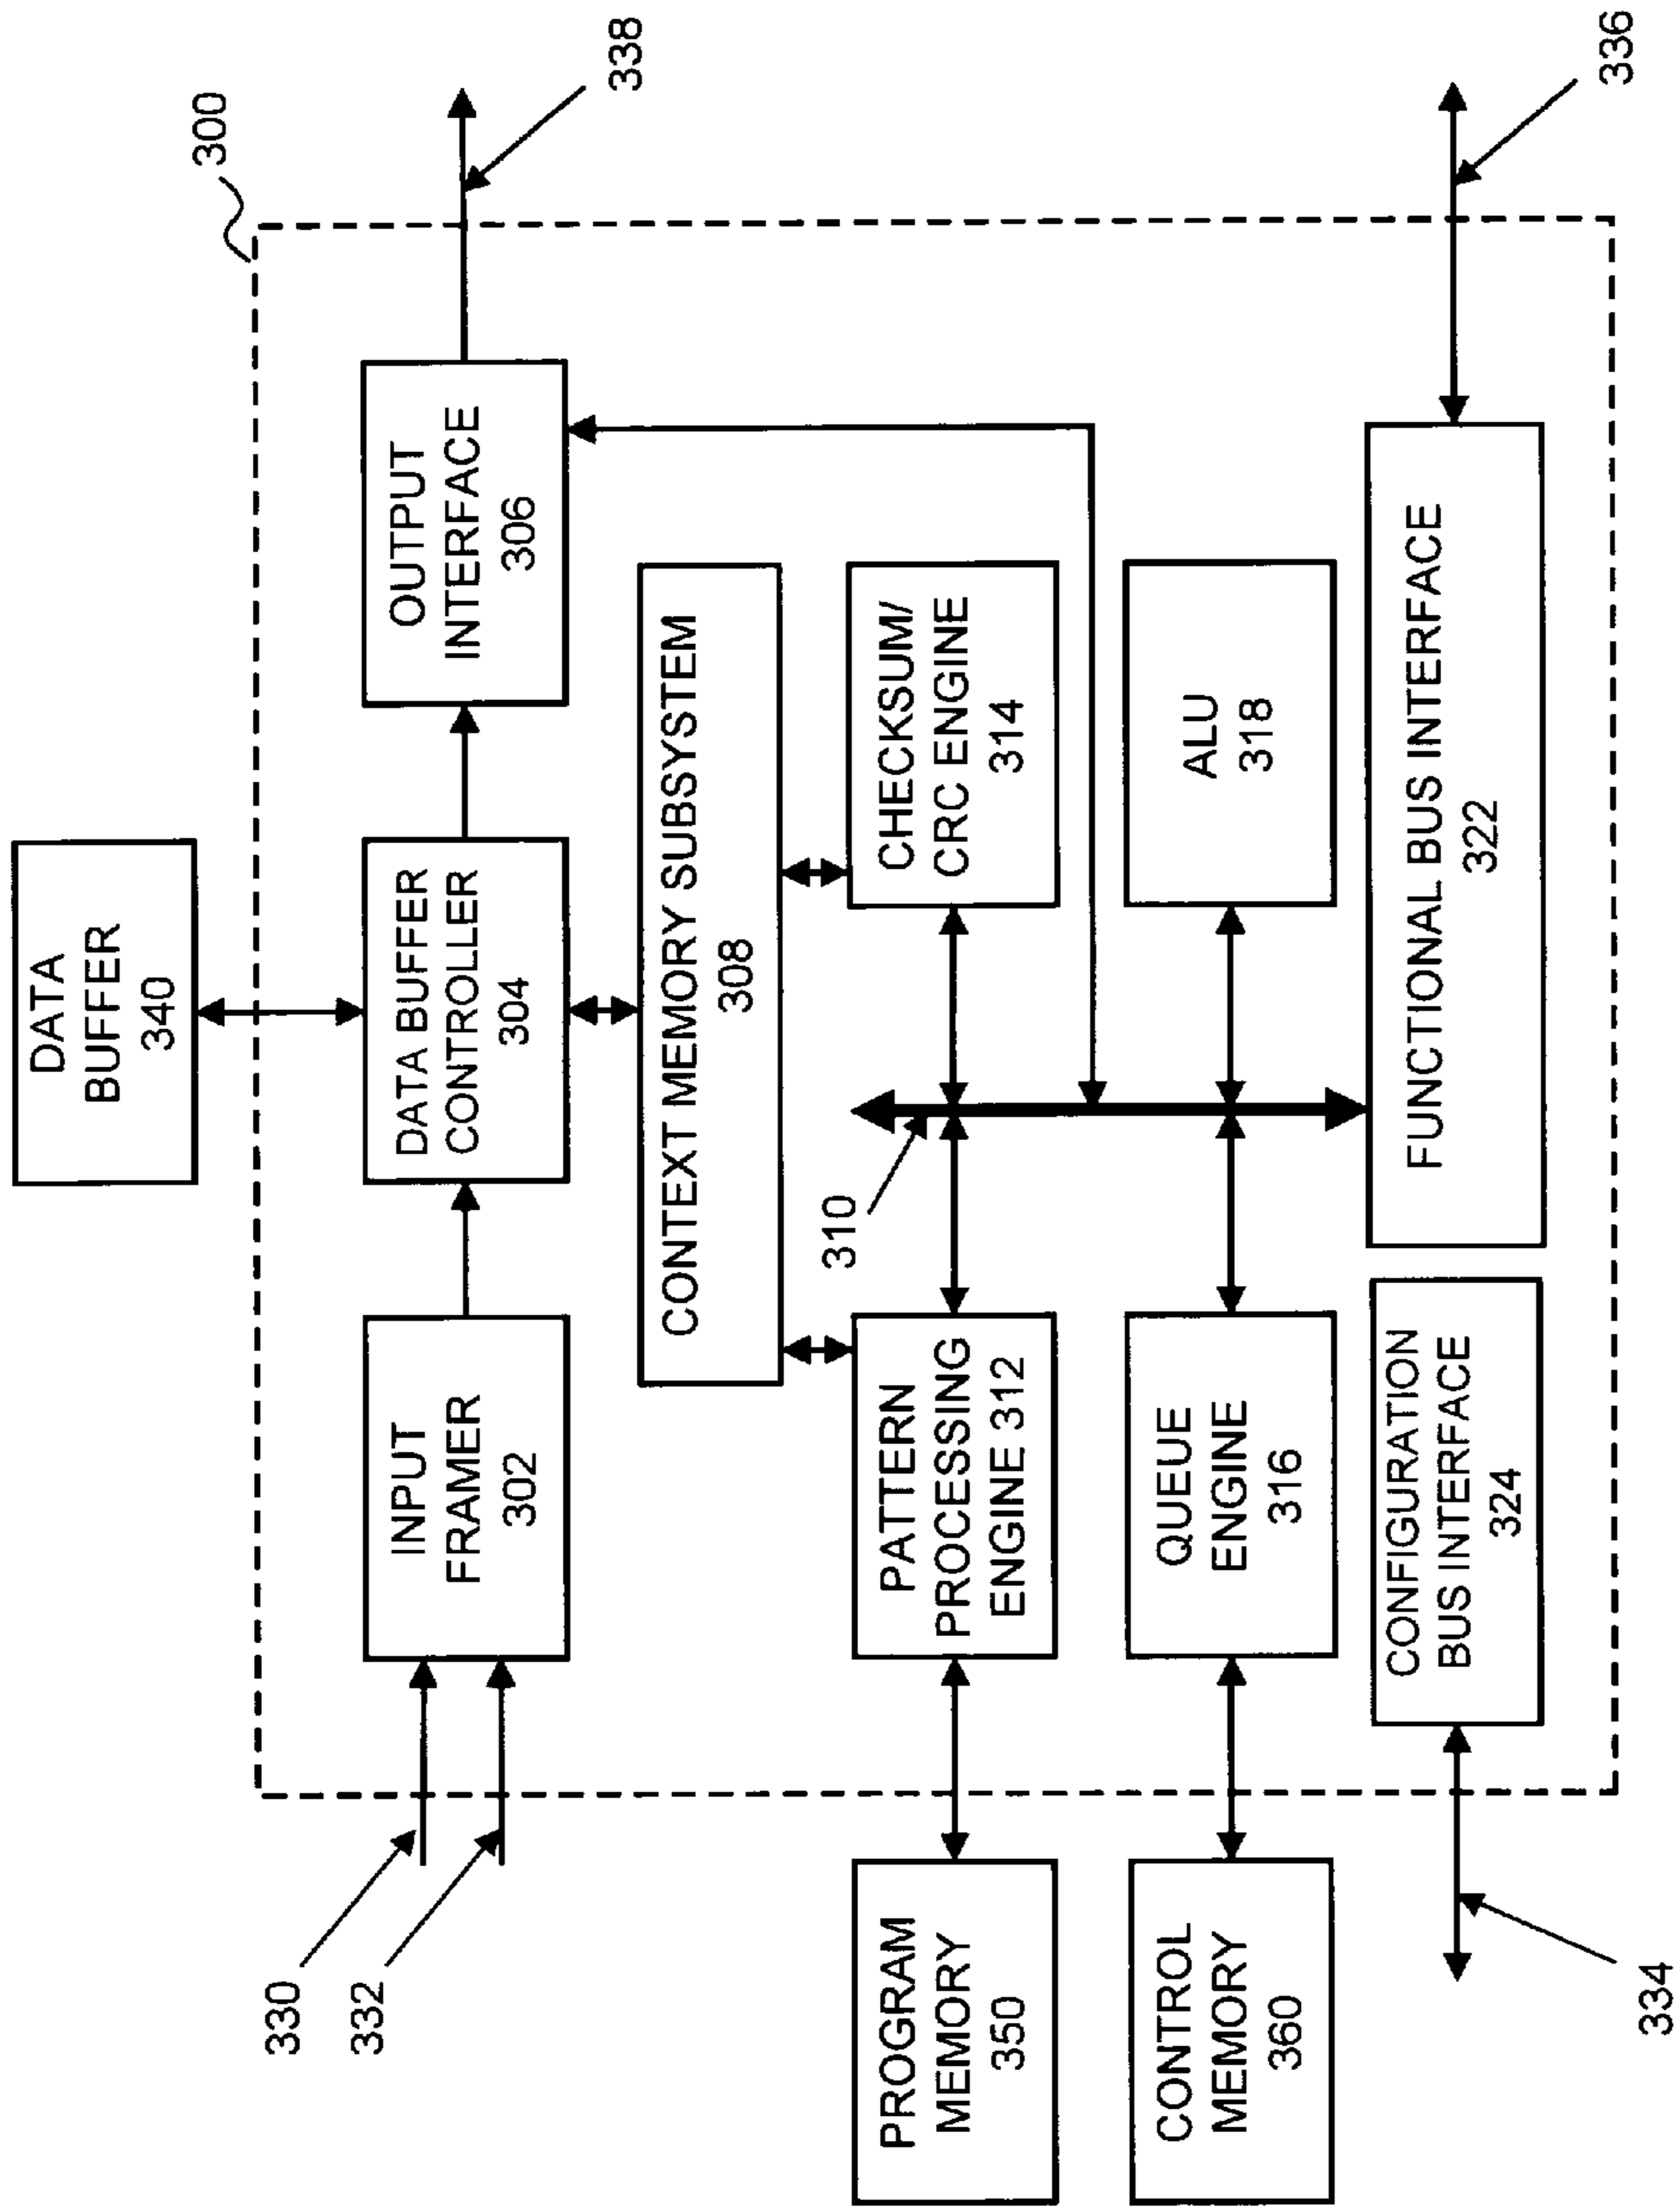 DATA
BUFFER
340
300
330
332
INPUT
FRAMER
302
DATA BUFFER
CONTROLLER
304
OUTPUT
INTERFACE
306
338
CONTEXT MEMORY SUBSYSTEM
308
PROGRAM
MEMORY
350
PATTERN
PROCESSING
ENGINE 312
310
CHECKSUM/
CRC ENGINE
314
CONTROL
MEMORY
360
QUEUE
ENGINE
316
ALU
318
334
CONFIGURATION
BUS INTERFACE
324
FUNCTIONAL BUS INTERFACE
322
336